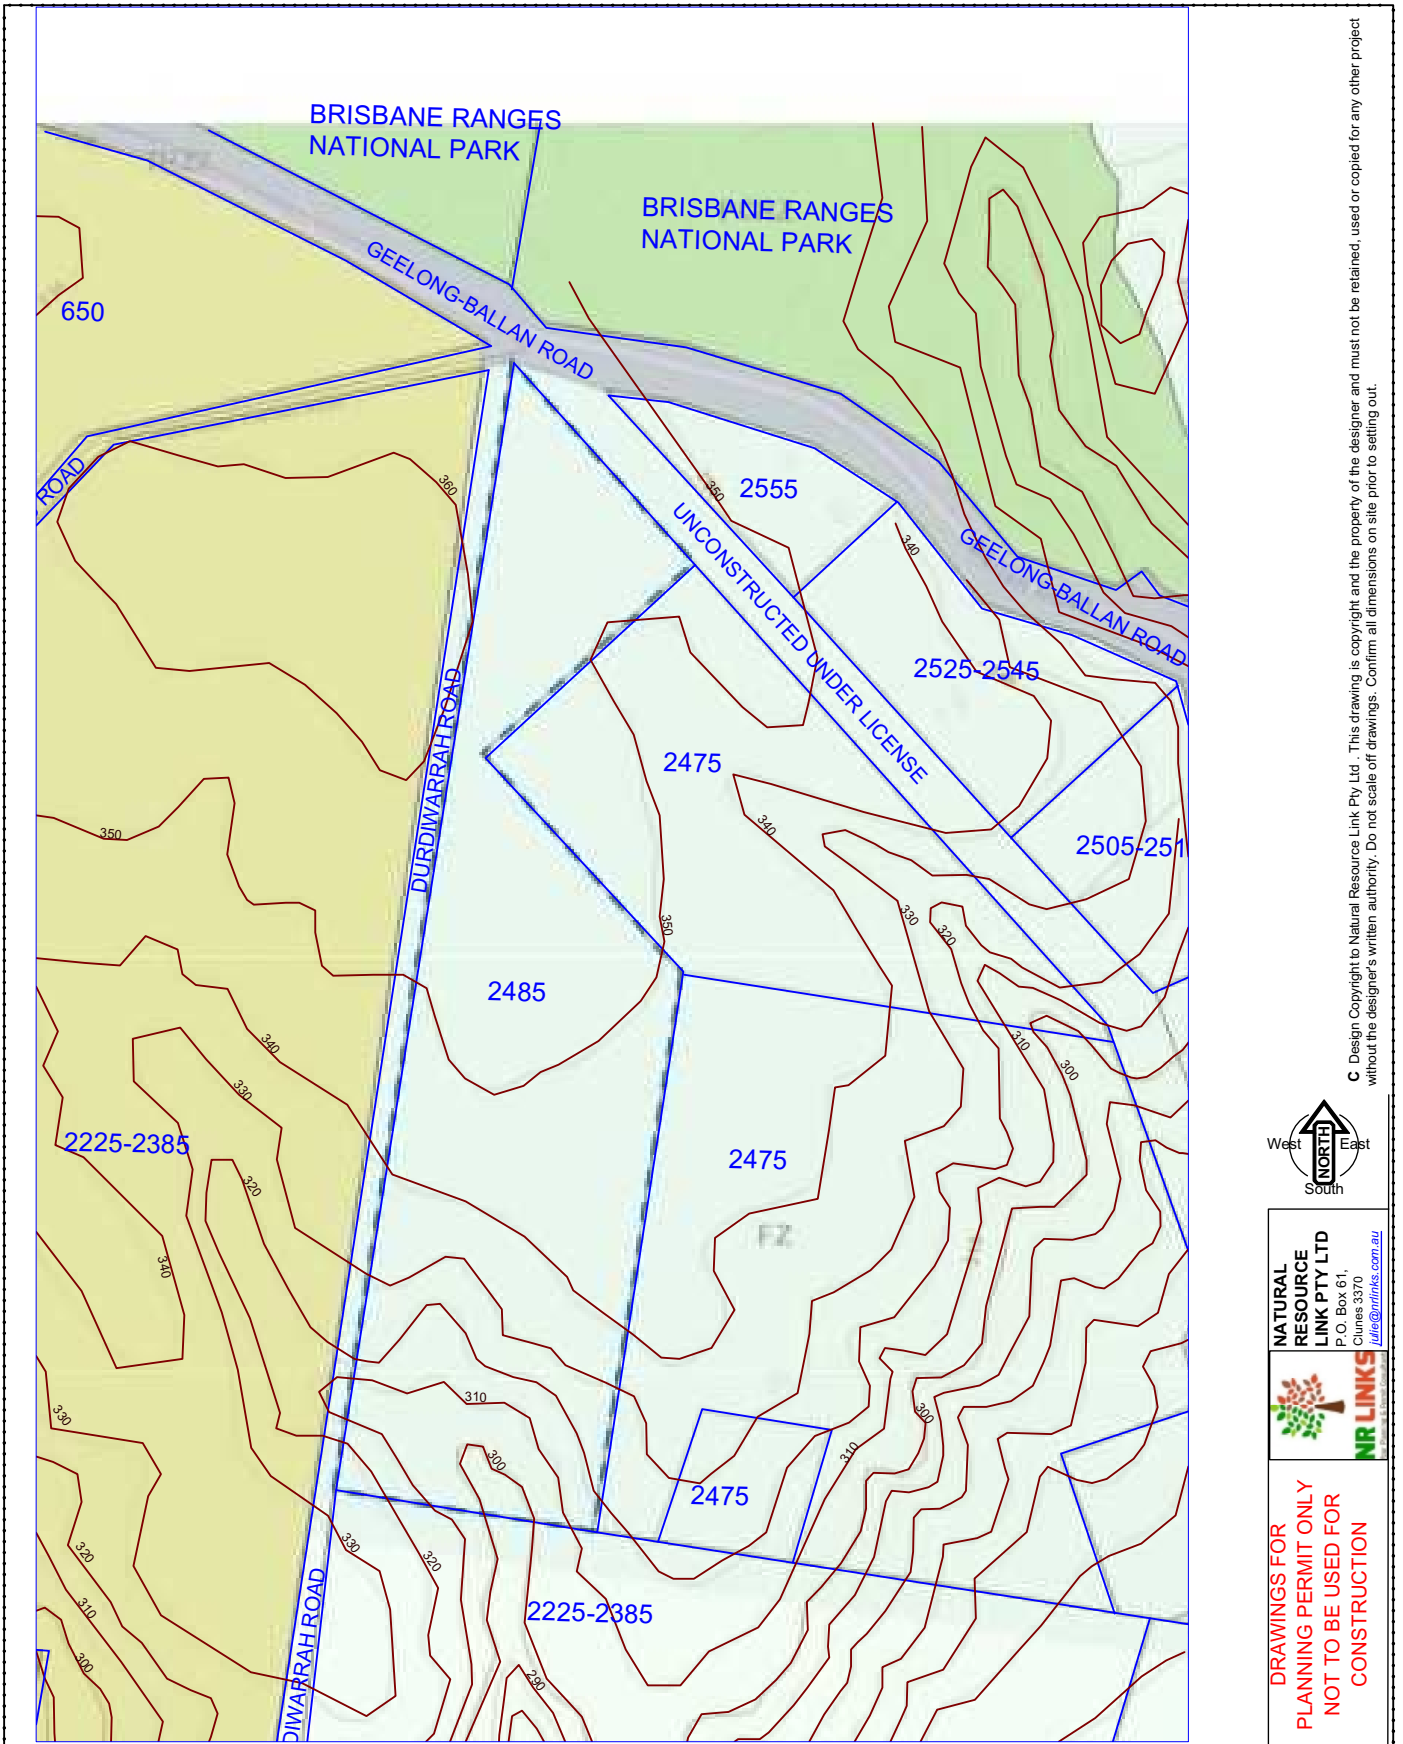 BRISBANE RANGES
NATIONAL PARK
BRISBANE RANGES
NATIONAL PARK
GEELONG-BALLAN ROAD
650
ROAD
360
350
2555
UNCONSTRUCTED UNDER LICENSE
340
GEELONG-BALLAN ROAD
2525-2545
DURDIWARRAH ROAD
2475
340
350
2505-251
330
320
350
2485
310
300
340
330
2225-2385
2475
320
FZ
340
310
330
300
310
300
2475
330
320
320
310
2225-2385
300
290
DIWARRAH ROAD
C Design Copyright to Natural Resource Link Pty Ltd . This drawing is copyright and the property of the designer and must not be retained, used or copied for any other project
without the designer's written authority. Do not scale off drawings. Confirm all dimensions on site prior to setting out.
West
NORTH
East
South
NATURAL
RESOURCE
LINK PTY LTD
P.O. Box 61,
Clunes 3370
julie@nrlinks.com.au
NR LINKS
DRAWINGS FOR
PLANNING PERMIT ONLY
NOT TO BE USED FOR
CONSTRUCTION